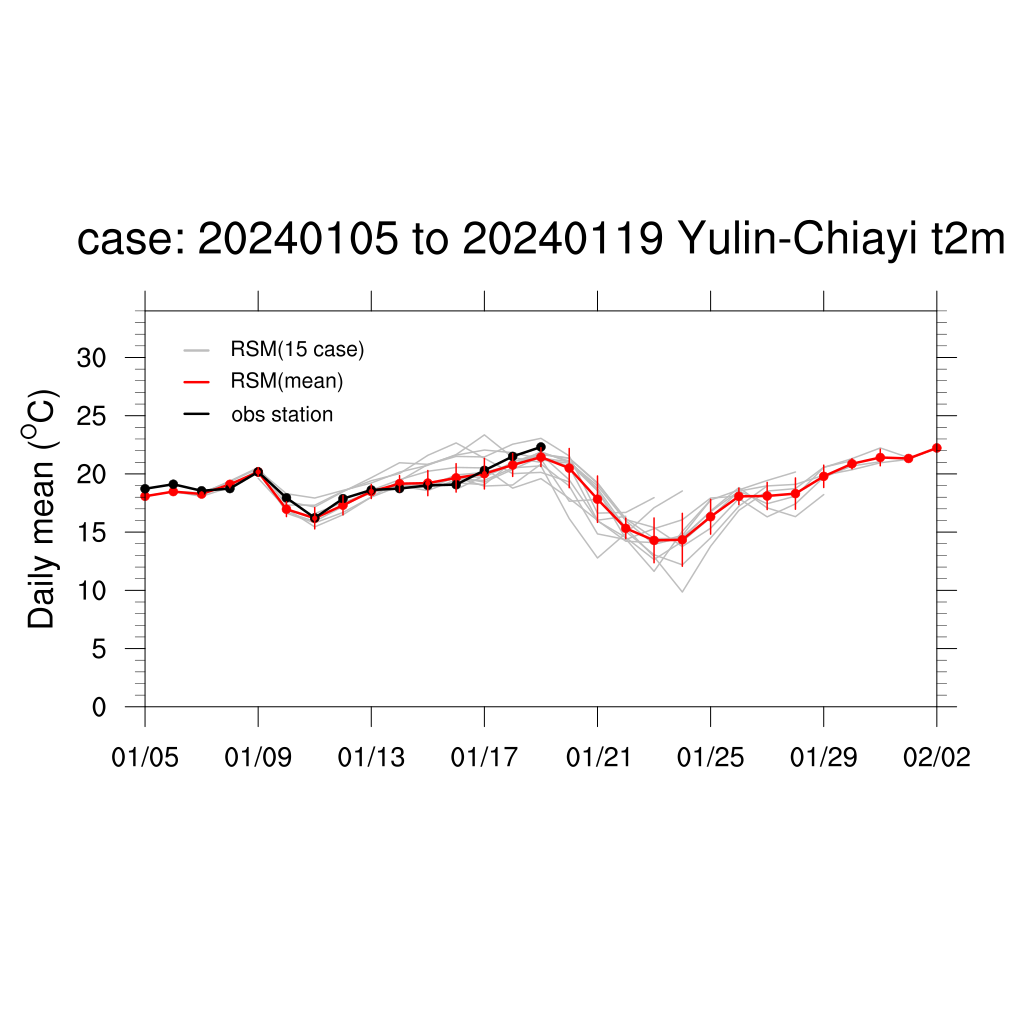 case: 20240105 to 20240119 Yulin-Chiayi t2m
RSM(15 case)
RSM(mean)
obs station
Daily mean (°C)
30
25
20
15
10
5
0
01/05 01/09 01/13 01/17 01/21 01/25 01/29 02/02